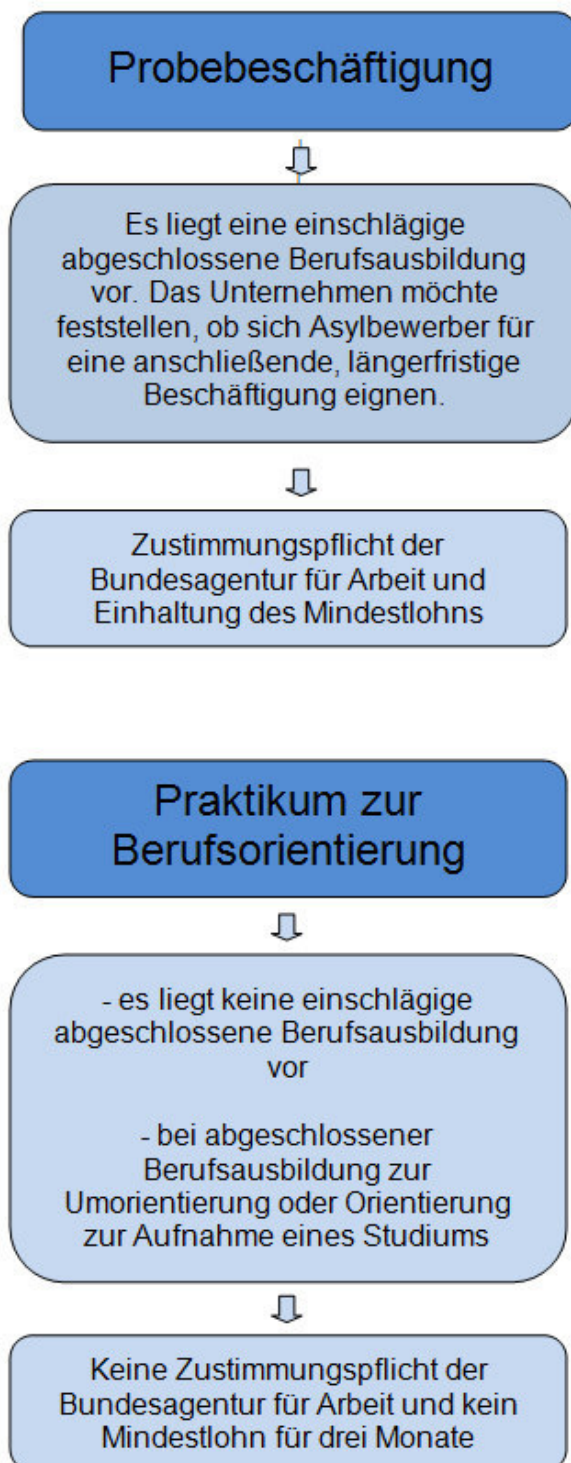 Probebeschäftigung
Es liegt eine einschlägige
abgeschlossene Berufsausbildung
vor. Das Unternehmen möchte
feststellen, ob sich Asylbewerber für
eine anschließende, längerfristige
Beschäftigung eignen.
Zustimmungspflicht der
Bundesagentur für Arbeit und
Einhaltung des Mindestlohns
Praktikum zur
Berufsorientierung
- es liegt keine einschlägige
abgeschlossene Berufsausbildung
vor
- bei abgeschlossener
Berufsausbildung zur
Umorientierung oder Orientierung
zur Aufnahme eines Studiums
Keine Zustimmungspflicht der
Bundesagentur für Arbeit und kein
Mindestlohn für drei Monate